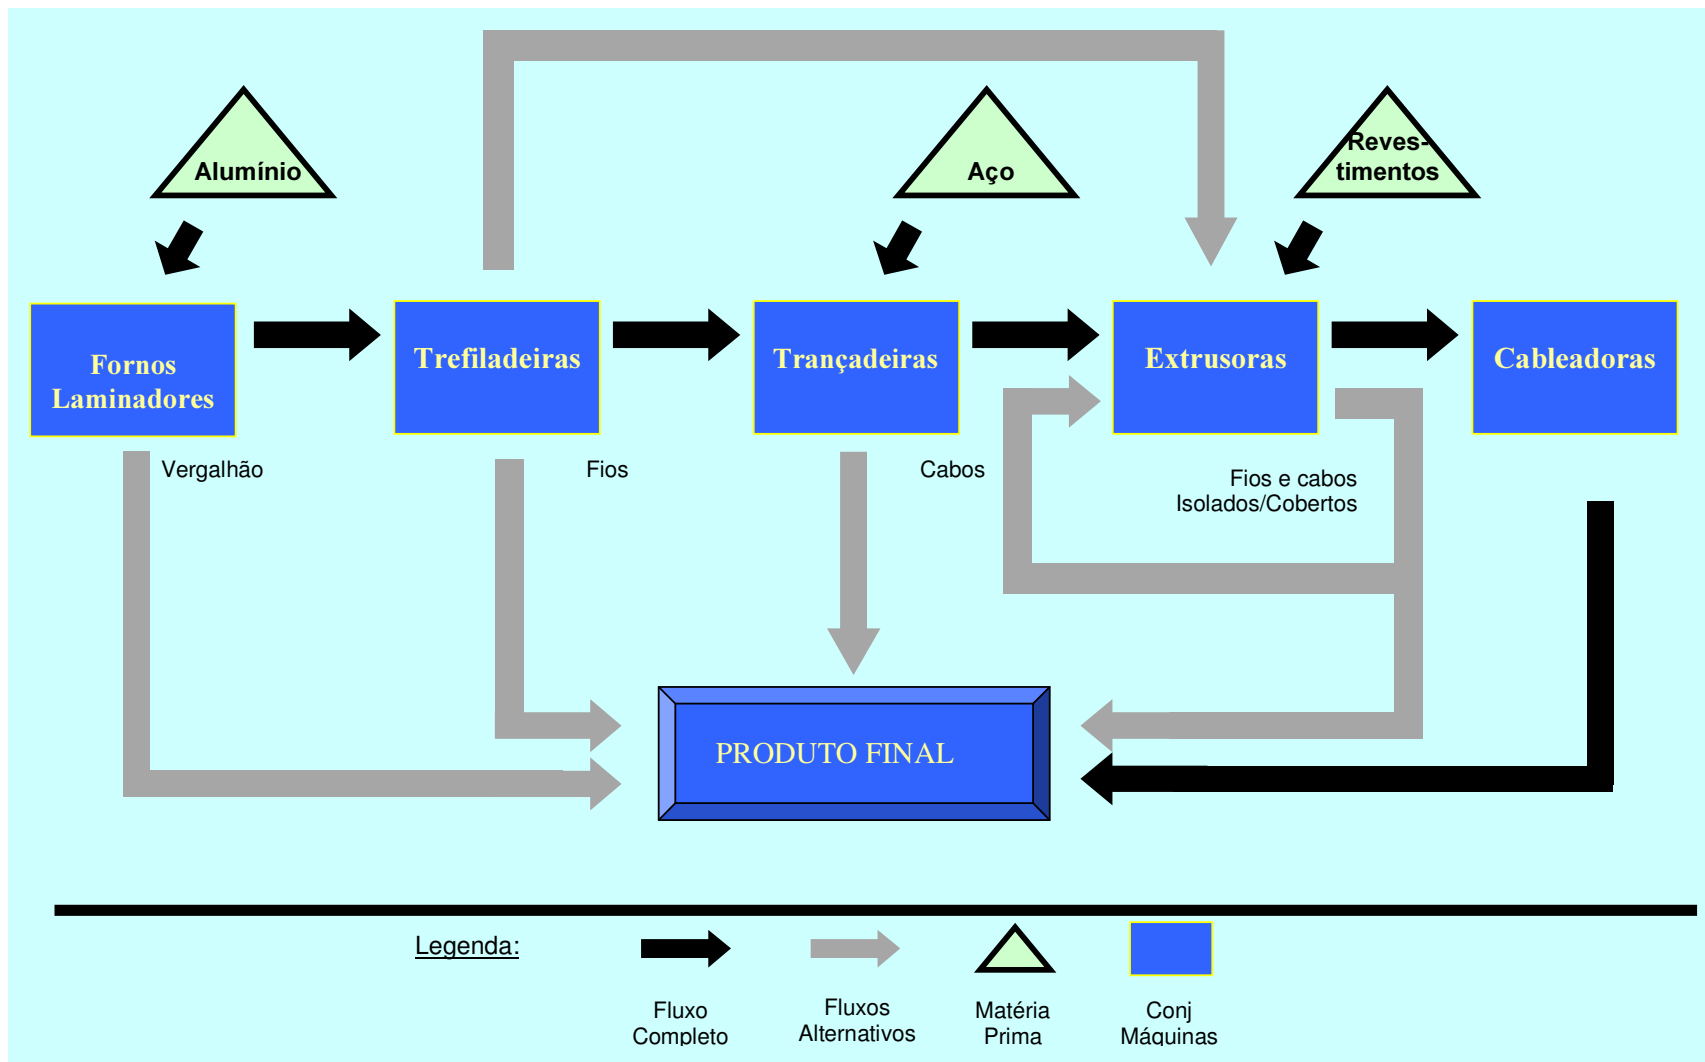 Alumínio
Aço
Reves-
timentos
Fornos
Laminadores
Trefiladeiras
Trançadeiras
Extrusoras
Cableadoras
Vergalhão
Fios
Cabos
Fios e cabos
Isolados/Cobertos
PRODUTO FINAL
Legenda:
Fluxo
Completo
Fluxos
Alternativos
Matéria
Prima
Conj
Máquinas